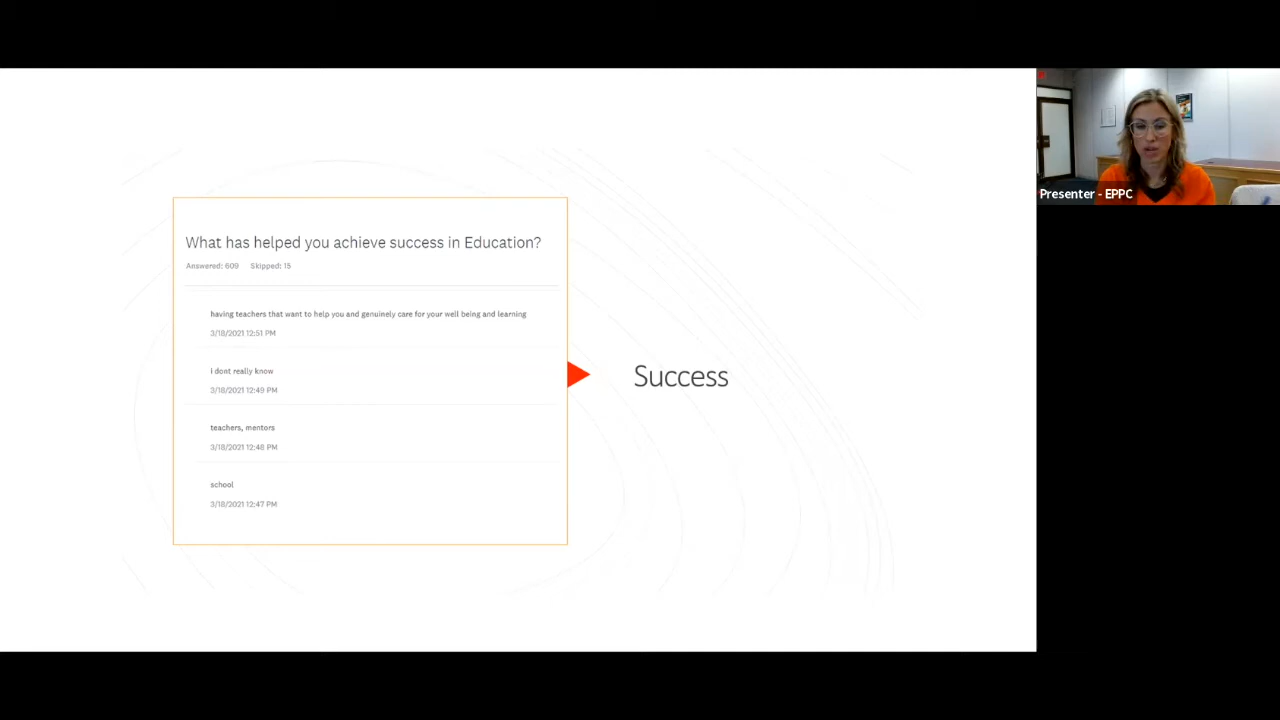 What has helped you achieve success in Education?
Answered: 609 Skipped: 15
having teachers that want to help you and genuinely care for your well being and learning
3/18/2021 12:51 PM
I dont really know
3/18/2021 12:49 PM
teachers, mentors
3/18/2021 12:48 PM
school
3/18/2021 12:47 PM
Success
Presenter - EPPC